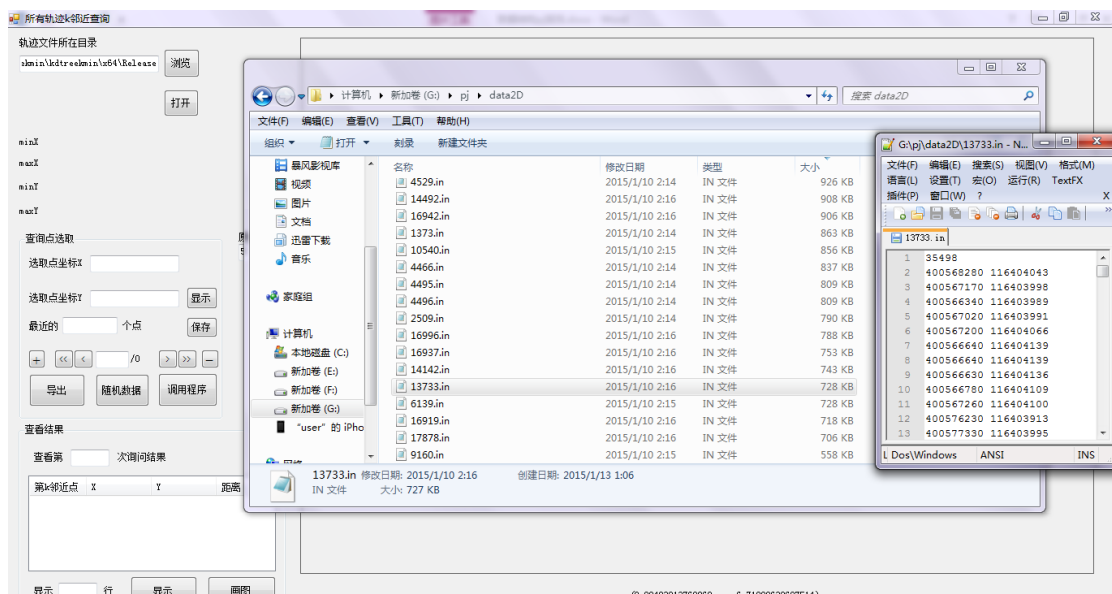 所有轨迹k邻近查询
轨迹文件所在目录
kmin\kdtreekmin\x64\Release 浏览
打开
minX
maxX
minY
maxY
查询点选取
选取点坐标X
选取点坐标Y 显示
最近的 个点 保存
+ << < /0 > >> -
导出 随机数据 调用程序
查看结果
查看第 次询问结果
第k邻近点 X Y 距离
显示 行 显示 画图
计算机 新加卷 (G:) pj data2D
搜索 data2D
文件(F) 编辑(E) 查看(V) 工具(T) 帮助(H)
组织 打开 刻录 新建文件夹
暴风影视库
视频
图片
文档
迅雷下载
音乐
家庭组
计算机
本地磁盘 (C:)
新加卷 (E:)
新加卷 (F:)
新加卷 (G:)
“user” 的 iPho
名称 修改日期 类型 大小
4529.in 2015/1/10 2:14 IN 文件 926 KB
14492.in 2015/1/10 2:16 IN 文件 908 KB
16942.in 2015/1/10 2:16 IN 文件 906 KB
1373.in 2015/1/10 2:14 IN 文件 863 KB
10540.in 2015/1/10 2:15 IN 文件 856 KB
4466.in 2015/1/10 2:14 IN 文件 837 KB
4495.in 2015/1/10 2:14 IN 文件 809 KB
4496.in 2015/1/10 2:14 IN 文件 809 KB
2509.in 2015/1/10 2:14 IN 文件 790 KB
16996.in 2015/1/10 2:16 IN 文件 788 KB
16937.in 2015/1/10 2:16 IN 文件 753 KB
14142.in 2015/1/10 2:16 IN 文件 743 KB
13733.in 2015/1/10 2:16 IN 文件 728 KB
6139.in 2015/1/10 2:15 IN 文件 728 KB
16919.in 2015/1/10 2:16 IN 文件 718 KB
17878.in 2015/1/10 2:16 IN 文件 706 KB
9160.in 2015/1/10 2:15 IN 文件 558 KB
13733.in 修改日期: 2015/1/10 2:16 创建日期: 2015/1/13 1:06
IN 文件 大小: 727 KB
G:\pj\data2D\13733.in - N...
文件(F) 编辑(E) 搜索(S) 视图(V) 格式(M)
语言(L) 设置(T) 宏(O) 运行(R) TextFX
插件(P) 窗口(W) ? X
13733.in
1 35498
2 400568280 116404043
3 400567170 116403998
4 400566340 116403989
5 400567020 116403991
6 400567200 116404066
7 400566640 116404139
8 400566640 116404139
9 400566630 116404136
10 400566780 116404109
11 400567260 116404100
12 400576230 116403913
13 400577330 116403995
L Dos\Windows ANSI INS